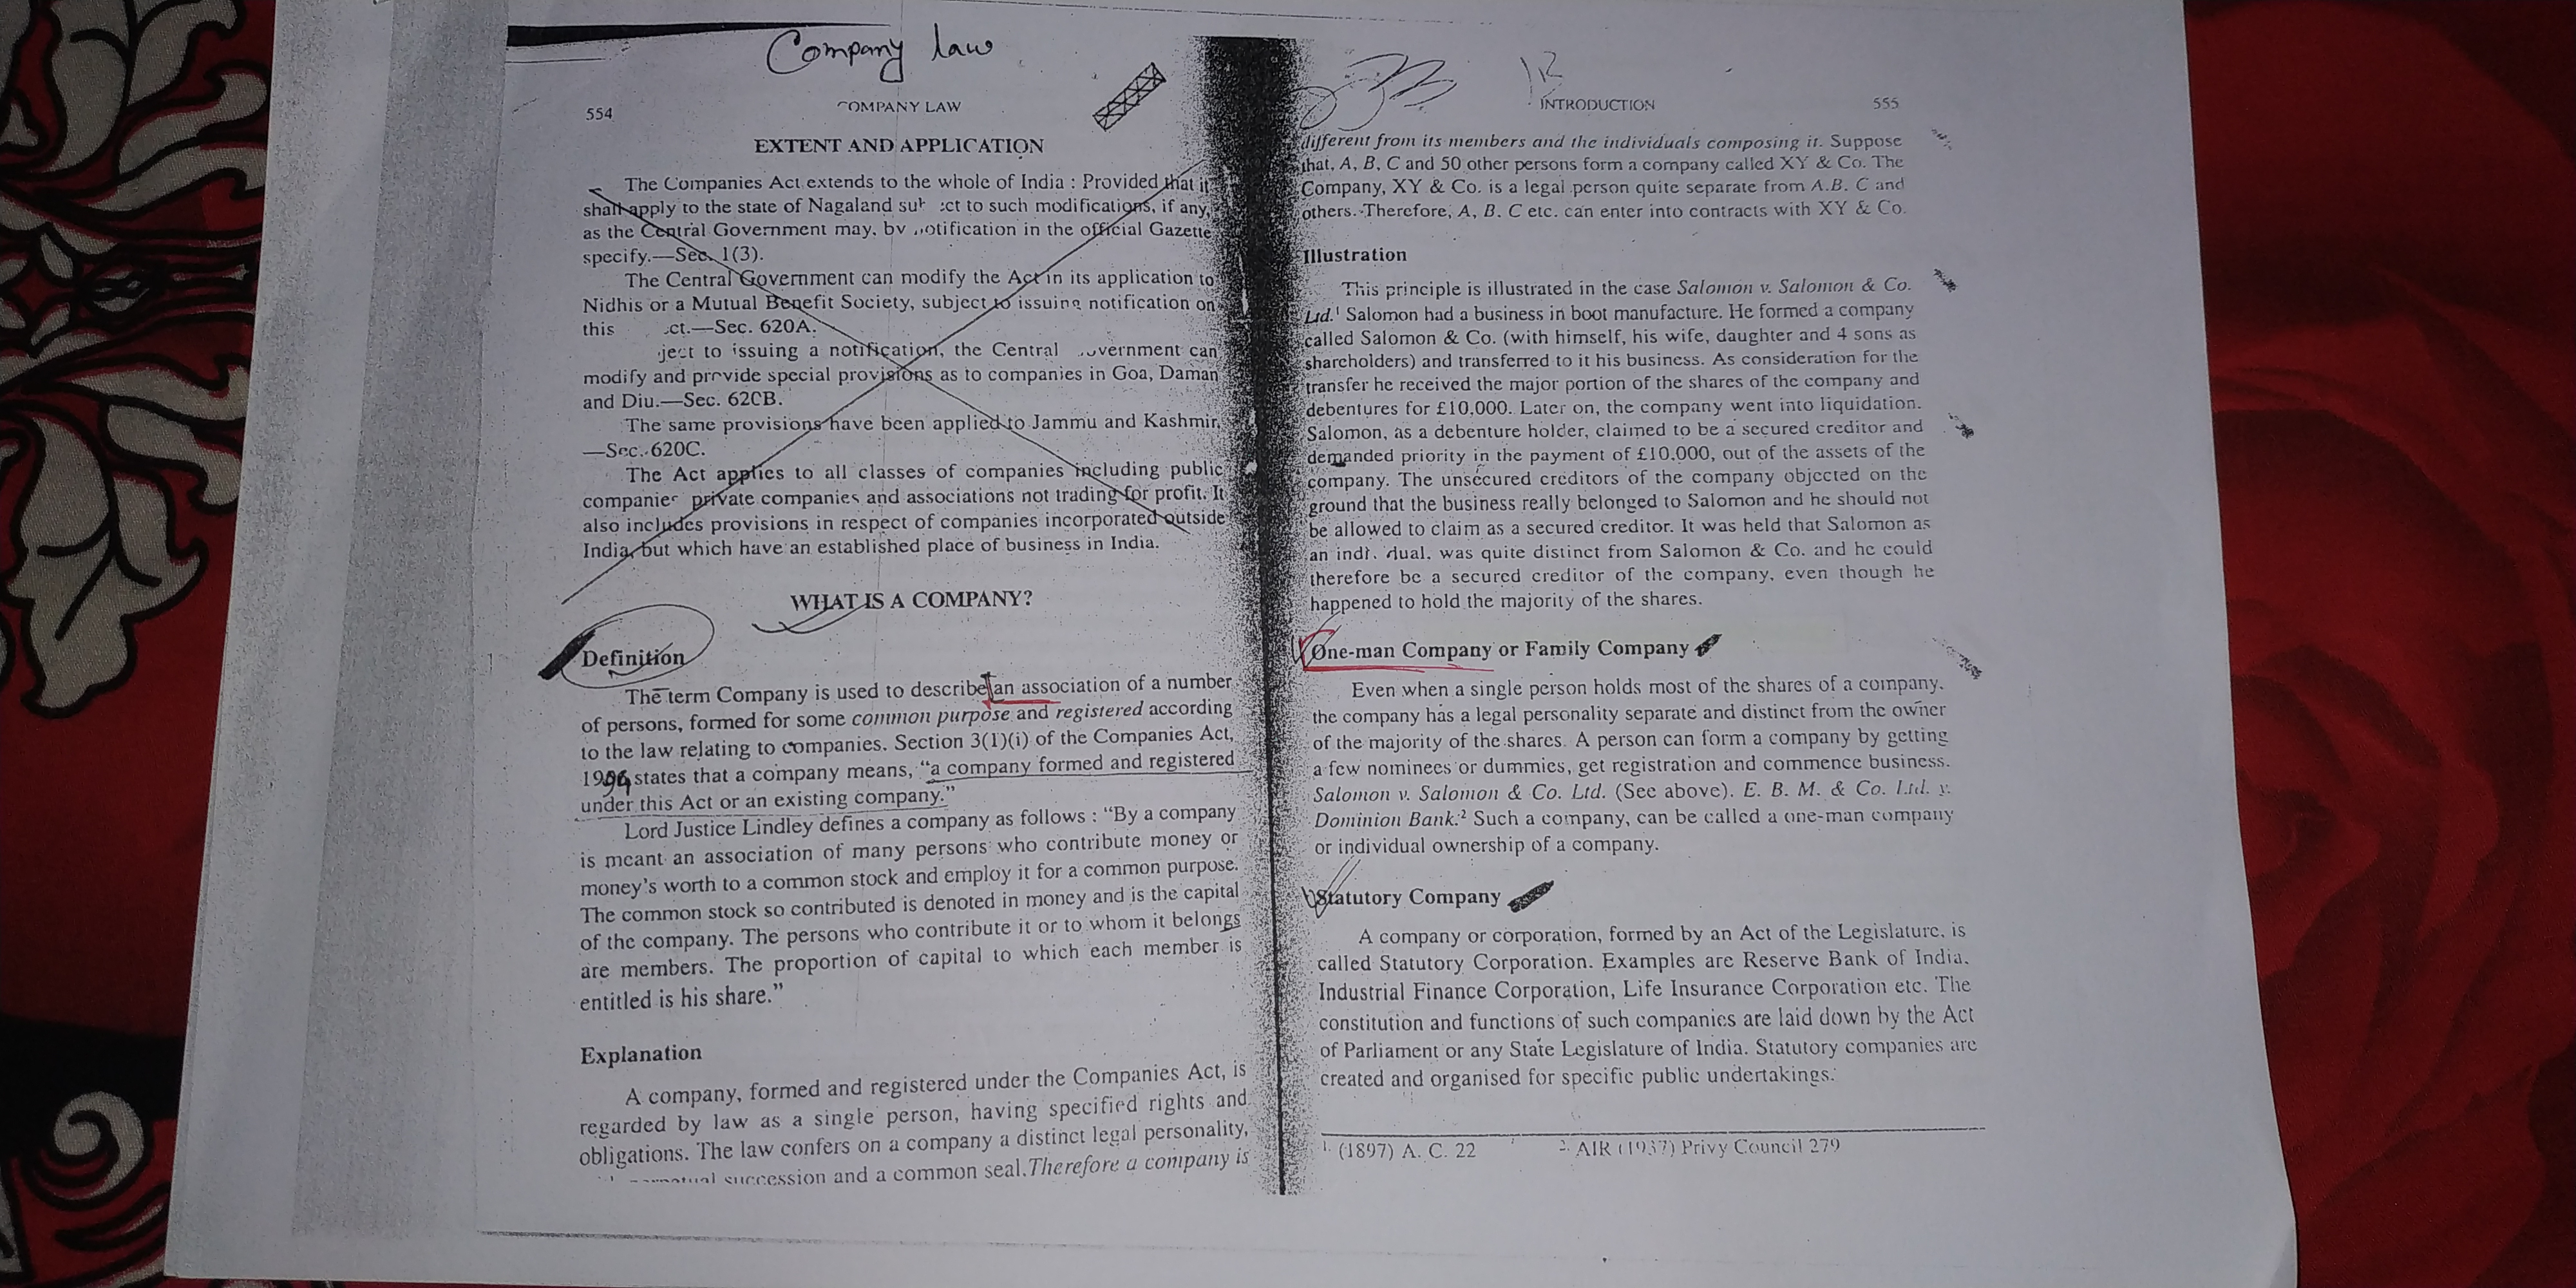 Company law
554
COMPANY LAW
EXTENT AND APPLICATION
The Companies Act extends to the whole of India : Provided that it
shall apply to the state of Nagaland sub ct to such modifications, if any,
as the Central Government may, by notification in the official Gazette
specify.—Sec. 1(3).
The Central Government can modify the Act in its application to
Nidhis or a Mutual Benefit Society, subject to issuing notification on
this ct.—Sec. 620A.
ject to issuing a notification, the Central vernment can
modify and provide special provisions as to companies in Goa, Daman
and Diu.—Sec. 620B.
The same provisions have been applied to Jammu and Kashmir,
—Sec. 620C.
The Act applies to all classes of companies including public
companies private companies and associations not trading for profit. It
also includes provisions in respect of companies incorporated outside
India, but which have an established place of business in India.
WHAT IS A COMPANY?
Definition
The term Company is used to describe an association of a number
of persons, formed for some common purpose and registered according
to the law relating to companies. Section 3(1)(i) of the Companies Act,
1994 states that a company means, “a company formed and registered
under this Act or an existing company.”
Lord Justice Lindley defines a company as follows : “By a company
is meant an association of many persons who contribute money or
money’s worth to a common stock and employ it for a common purpose.
The common stock so contributed is denoted in money and is the capital
of the company. The persons who contribute it or to whom it belongs
are members. The proportion of capital to which each member is
entitled is his share.”
Explanation
A company, formed and registered under the Companies Act, is
regarded by law as a single person, having specified rights and
obligations. The law confers on a company a distinct legal personality,
succession and a common seal. Therefore a company is
INTRODUCTION
555
different from its members and the individuals composing it. Suppose
that, A, B, C and 50 other persons form a company called XY & Co. The
Company, XY & Co. is a legal person quite separate from A.B. C and
others. Therefore, A, B, C etc. can enter into contracts with XY & Co.
Illustration
This principle is illustrated in the case Salomon v. Salomon & Co.
Ltd.¹ Salomon had a business in boot manufacture. He formed a company
called Salomon & Co. (with himself, his wife, daughter and 4 sons as
shareholders) and transferred to it his business. As consideration for the
transfer he received the major portion of the shares of the company and
debentures for £10,000. Later on, the company went into liquidation.
Salomon, as a debenture holder, claimed to be a secured creditor and
demanded priority in the payment of £10,000, out of the assets of the
company. The unsecured creditors of the company objected on the
ground that the business really belonged to Salomon and he should not
be allowed to claim as a secured creditor. It was held that Salomon as
an indi dual, was quite distinct from Salomon & Co. and he could
therefore be a secured creditor of the company, even though he
happened to hold the majority of the shares.
One-man Company or Family Company
Even when a single person holds most of the shares of a company,
the company has a legal personality separate and distinct from the owner
of the majority of the shares. A person can form a company by getting
a few nominees or dummies, get registration and commence business.
Salomon v. Salomon & Co. Ltd. (See above). E. B. M. & Co. Ltd. v.
Dominion Bank.² Such a company, can be called a one-man company
or individual ownership of a company.
Statutory Company
A company or corporation, formed by an Act of the Legislature, is
called Statutory Corporation. Examples are Reserve Bank of India,
Industrial Finance Corporation, Life Insurance Corporation etc. The
constitution and functions of such companies are laid down by the Act
of Parliament or any State Legislature of India. Statutory companies are
created and organised for specific public undertakings.
1. (1897) A. C. 22 2. AIR (1937) Privy Council 279